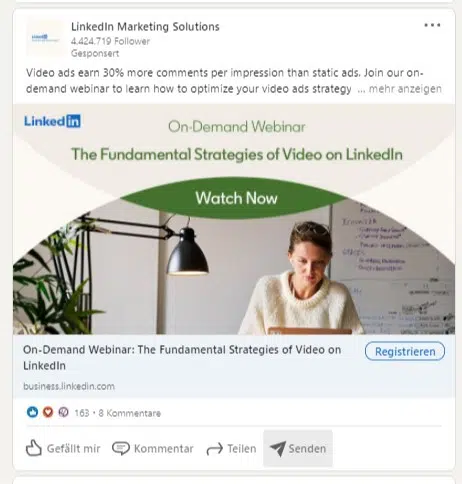 LinkedIn Marketing Solutions
4.424.719 Follower
Gesponsert
Video ads earn 30% more comments per impression than static ads. Join our on-
demand webinar to learn how to optimize your video ads strategy ... mehr anzeigen
LinkedIn
On-Demand Webinar
The Fundamental Strategies of Video on LinkedIn
Watch Now
On-Demand Webinar: The Fundamental Strategies of Video on
LinkedIn
Registrieren
business.linkedin.com
163 • 8 Kommentare
Gefällt mir
Kommentar
Teilen
Senden